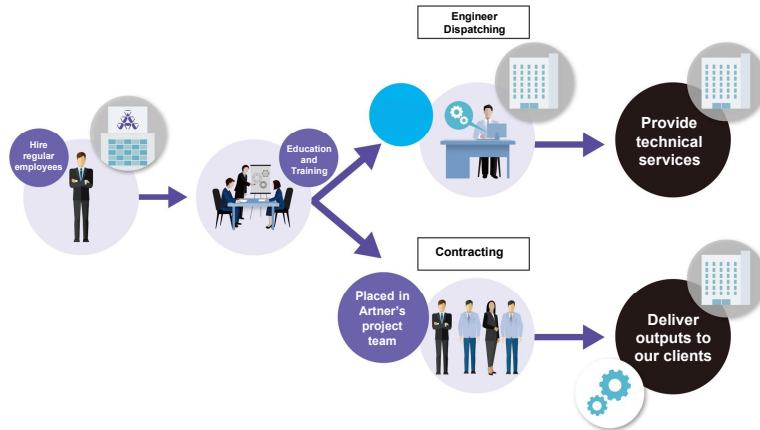 Engineer
Dispatching
Hire
regular
employees
Education
and
Training
Provide
technical
services
Contracting
Placed in
Artner's
project
team
Deliver
outputs to
our clients